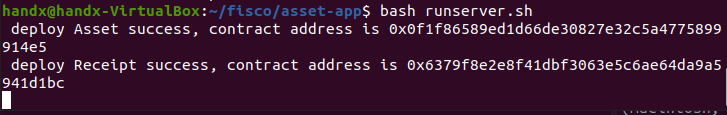 handx@handx-VirtualBox:~/fisco/asset-app$ bash runserver.sh
deploy Asset success, contract address is 0x0f1f86589ed1d66de30827e32c5a4775899
914e5
deploy Receipt success, contract address is 0x6379f8e2e8f41dbf3063e5c6ae64da9a5
941d1bc